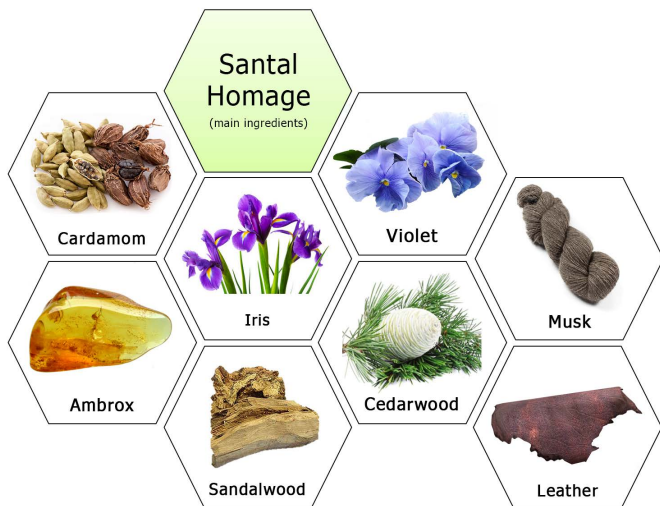 Santal
Homage
(main ingredients)
Cardamom
Violet
Iris
Musk
Ambrox
Cedarwood
Sandalwood
Leather